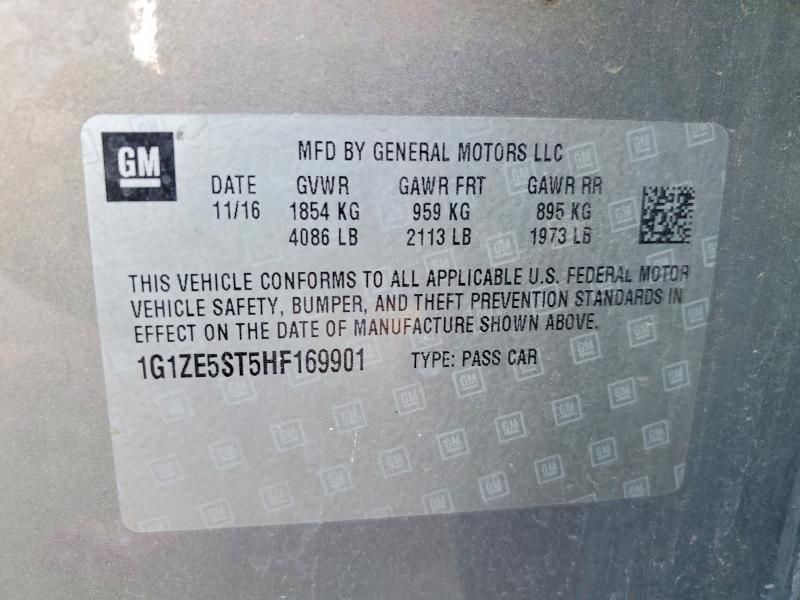 GM
MFD BY GENERAL MOTORS LLC
DATE GVWR GAWR FRT GAWR RR
11/16 1854 KG 959 KG 895 KG
4086 LB 2113 LB 1973 LB
THIS VEHICLE CONFORMS TO ALL APPLICABLE U.S. FEDERAL MOTOR
VEHICLE SAFETY, BUMPER, AND THEFT PREVENTION STANDARDS IN
EFFECT ON THE DATE OF MANUFACTURE SHOWN ABOVE.
1G1ZE5ST5HF169901 TYPE: PASS CAR